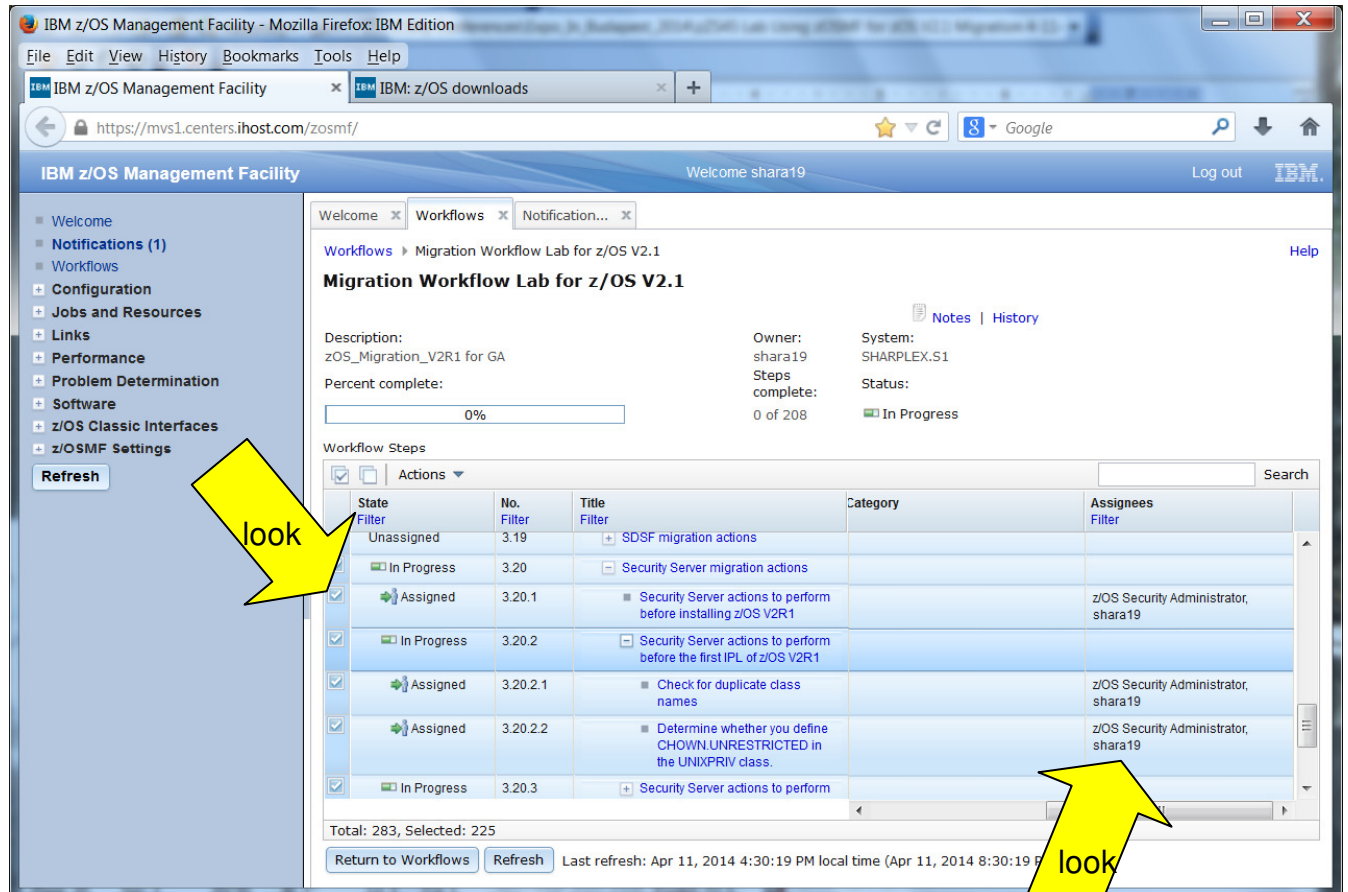 IBM z/OS Management Facility - Mozilla Firefox: IBM Edition
File Edit View History Bookmarks Tools Help
IBM IBM z/OS Management Facility
IBM IBM: z/OS downloads
https://mvs1.centers.ihost.com/zosmf/
8 Google
IBM z/OS Management Facility
Welcome shara19
Log out
IBM.
Welcome
Notifications (1)
Workflows
Configuration
Jobs and Resources
Links
Performance
Problem Determination
Software
z/OS Classic Interfaces
z/OSMF Settings
Refresh
Welcome
Workflows
Notification...
Workflows Migration Workflow Lab for z/OS V2.1
Help
Migration Workflow Lab for z/OS V2.1
Notes | History
Description:
zOS_Migration_V2R1 for GA
Owner:
shara19
System:
SHARPLEX.S1
Percent complete:
0%
Steps
complete:
0 of 208
Status:
In Progress
Workflow Steps
Actions
Search
State
Filter
No.
Filter
Title
Filter
Category
Assignees
Filter
Unassigned 3.19 SDSF migration actions
In Progress 3.20 Security Server migration actions
Assigned 3.20.1 Security Server actions to perform
before installing z/OS V2R1
z/OS Security Administrator,
shara19
In Progress 3.20.2 Security Server actions to perform
before the first IPL of z/OS V2R1
Assigned 3.20.2.1 Check for duplicate class
names
z/OS Security Administrator,
shara19
Assigned 3.20.2.2 Determine whether you define
CHOWN.UNRESTRICTED in
the UNIXPRIV class.
z/OS Security Administrator,
shara19
In Progress 3.20.3 Security Server actions to perform
Total: 283, Selected: 225
Return to Workflows
Refresh
Last refresh: Apr 11, 2014 4:30:19 PM local time (Apr 11, 2014 8:30:19 P
look
look